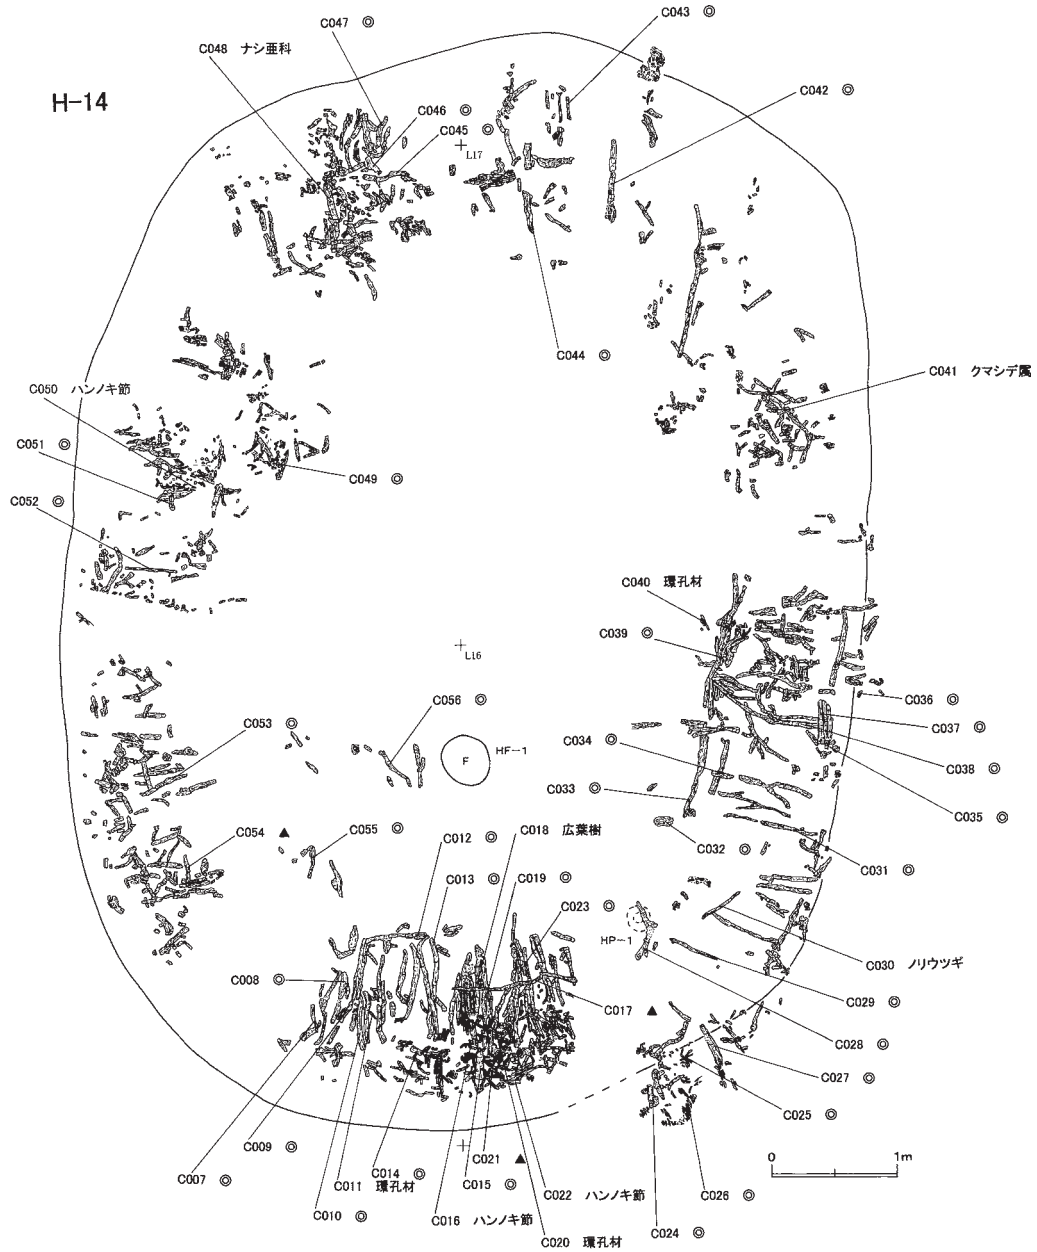 C043 ◎
C047 ◎
C048 ナシ亜科
H-14
C042 ◎
C046 ◎
C045 ◎
L17
C044 ◎
C041 クマシデ属
C050 ハンノキ節
C051 ◎
C049 ◎
C052 ◎
C040 環孔材
C039 ◎
L16
C036 ◎
C056 ◎
C053 ◎
C037 ◎
C034 ◎
HF-1
F
C038 ◎
C033 ◎
C035 ◎
C054 ▲
C055 ◎
C012 ◎
C018 広葉樹
C032 ◎
C031 ◎
C013 ◎
C019 ◎
C023 ◎
HP-1
C030 ノリウツギ
C008 ◎
C017 ▲
C029 ◎
C028 ◎
C027 ◎
C025 ◎
C009 ◎
C021 ▲
C007 ◎
C011 環孔材
C014 ◎
C015 ◎
C022 ハンノキ節
C026 ◎
C010 ◎
C016 ハンノキ節
C020 環孔材
C024 ◎
0 1m